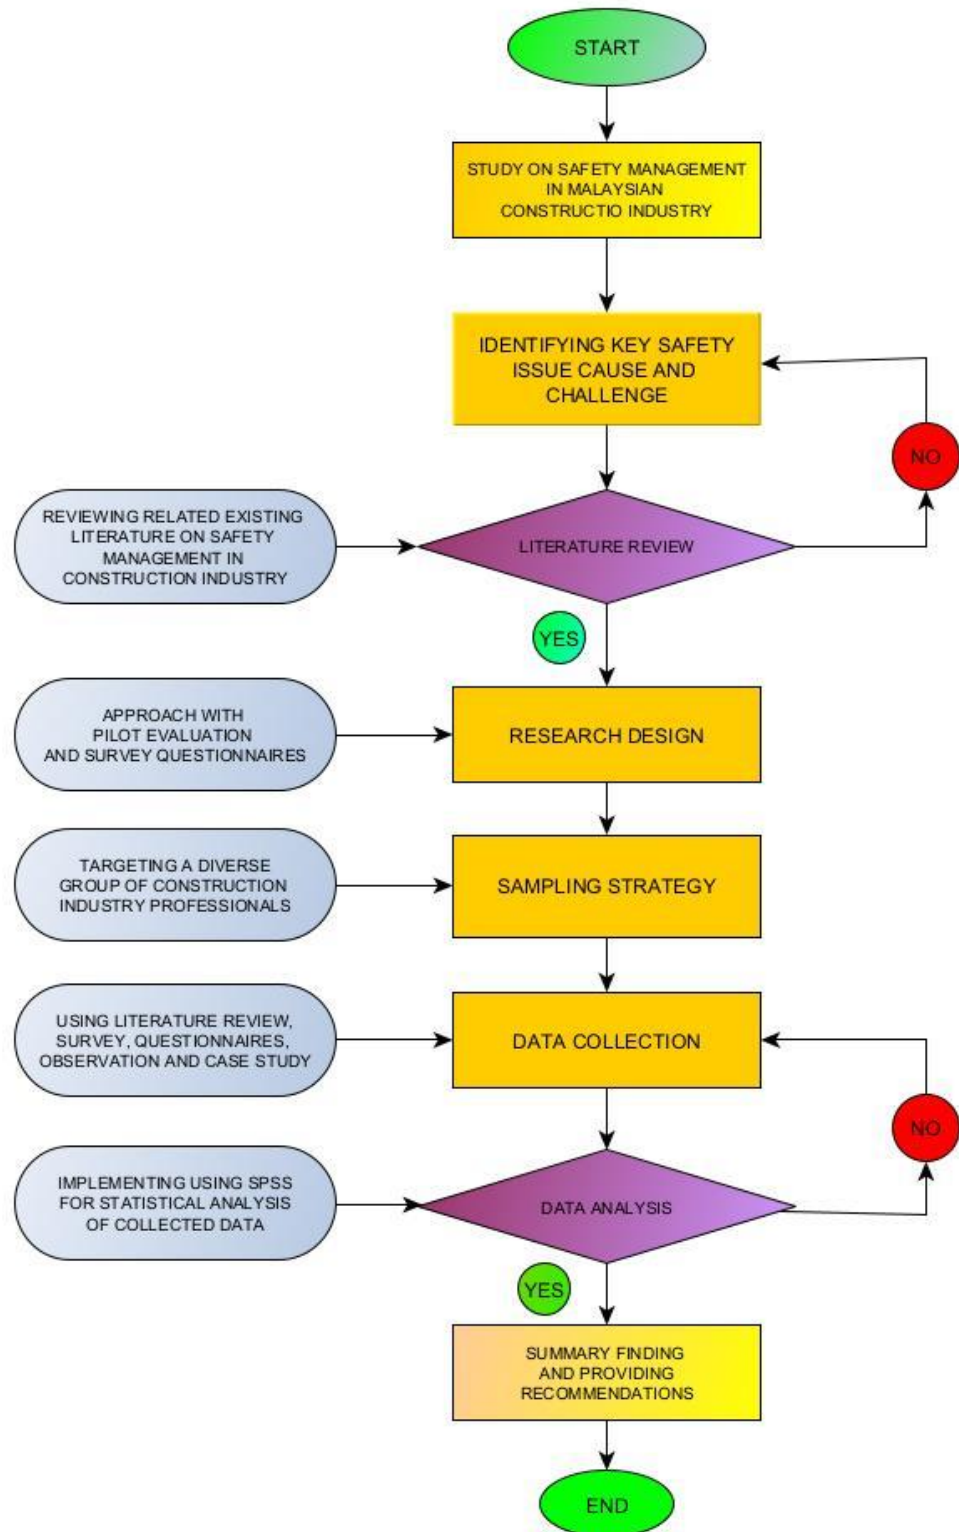 START
STUDY ON SAFETY MANAGEMENT
IN MALAYSIAN
CONSTRUCTIO INDUSTRY
IDENTIFYING KEY SAFETY
ISSUE CAUSE AND
CHALLENGE
NO
REVIEWING RELATED EXISTING
LITERATURE ON SAFETY
MANAGEMENT IN
CONSTRUCTION INDUSTRY
LITERATURE REVIEW
YES
APPROACH WITH
PILOT EVALUATION
AND SURVEY QUESTIONNAIRES
RESEARCH DESIGN
TARGETING A DIVERSE
GROUP OF CONSTRUCTION
INDUSTRY PROFESSIONALS
SAMPLING STRATEGY
USING LITERATURE REVIEW,
SURVEY, QUESTIONNAIRES,
OBSERVATION AND CASE STUDY
DATA COLLECTION
NO
IMPLEMENTING USING SPSS
FOR STATISTICAL ANALYSIS
OF COLLECTED DATA
DATA ANALYSIS
YES
SUMMARY FINDING
AND PROVIDING
RECOMMENDATIONS
END